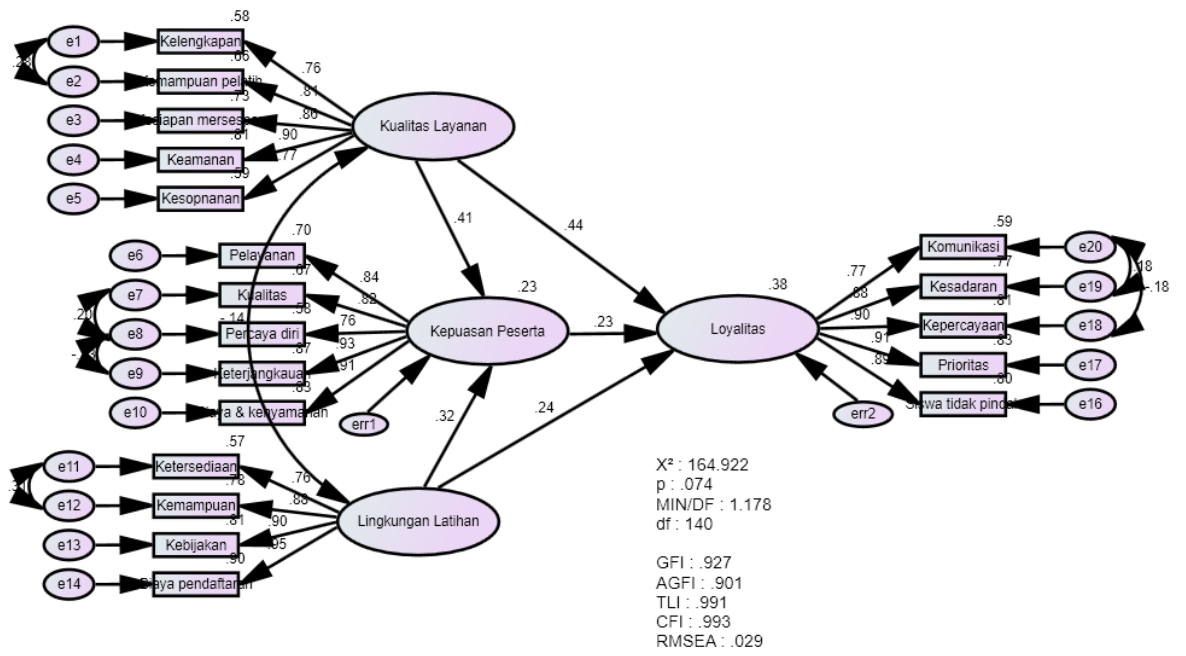 .58
e1
Kelengkapan
.23
.66
.76
e2
.81
.73
e3
.86
Kualitas Layanan
.81
.90
e4
Keamanan
.77
.59
e5
Kesopnanan
.41
.44
.70
e6
Pelayanan
.67
.84
e7
Kualitas
.82
.20
.58
-.14
e8
Percaya diri
.76
Kepuasan Peserta
.23
.87
.93
e9
.91
.83
e10
err1
.23
Loyalitas
.38
.59
Komunikasi
e20
.77
.77
.18
Kesadaran
e19
.88
-.18
.81
.90
Kepercayaan
e18
.83
.91
Prioritas
e17
.89
.80
e16
err2
.32
.24
.57
e11
Ketersediaan
.76
.78
e12
Kemampuan
.88
.81
.90
Lingkungan Latihan
e13
Kebijakan
.95
.90
e14
Biaya pendaftaran
X² : 164.922
p : .074
MIN/DF : 1.178
df : 140
GFI : .927
AGFI : .901
TLI : .991
CFI : .993
RMSEA : .029